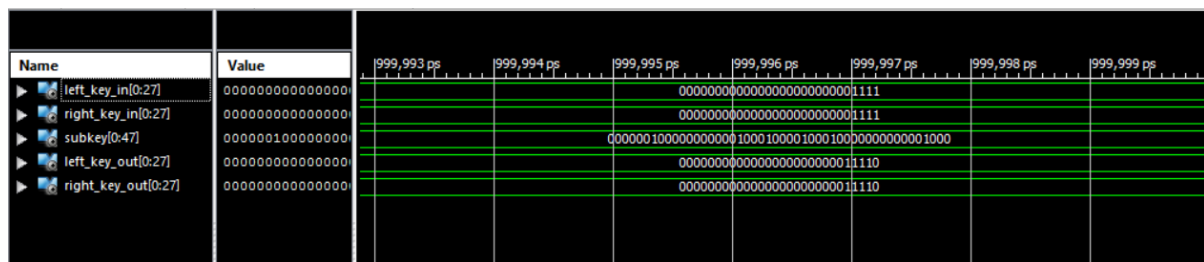 Name Value 999,993 ps 999,994 ps 999,995 ps 999,996 ps 999,997 ps 999,998 ps 999,999 ps
left_key_in[0:27] 0000000000000000 0000000000000000000000001111
right_key_in[0:27] 0000000000000000 0000000000000000000000001111
subkey[0:47] 0000001000000000 000000100000000000010001000010001000000000001000
left_key_out[0:27] 0000000000000000 0000000000000000000000011110
right_key_out[0:27] 0000000000000000 0000000000000000000000011110